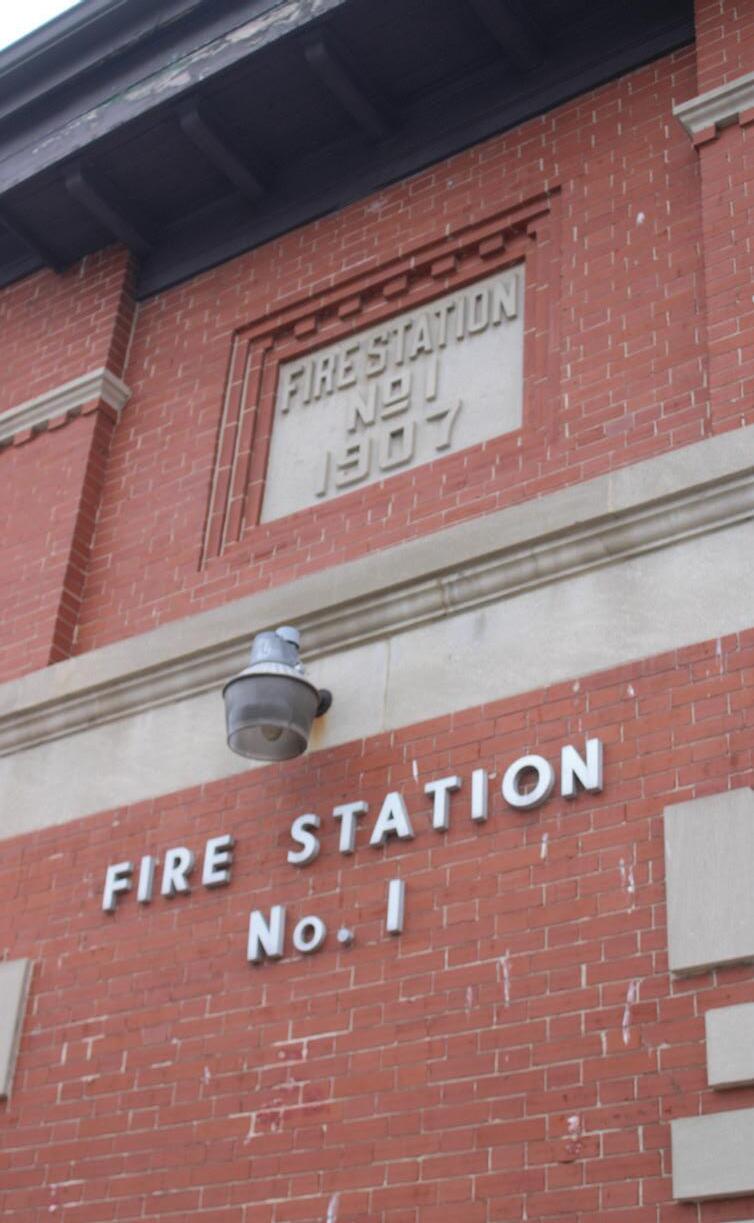 FIRE STATION
No 1
1907
FIRE STATION
No. 1